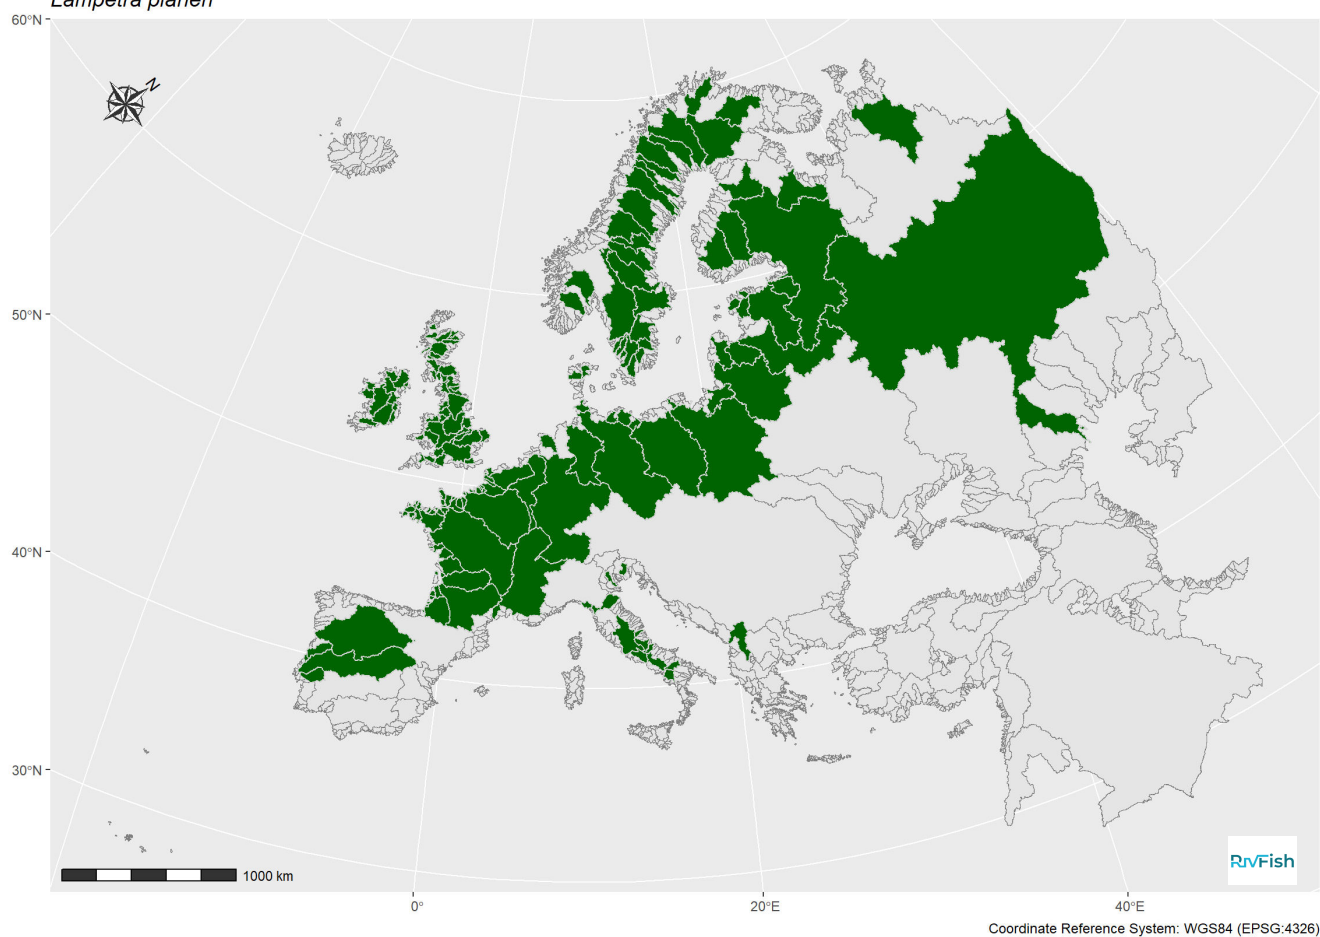 Lampetra planeri
60°N
N
50°N
40°N
30°N
RivFish
1000 km
0°
20°E
40°E
Coordinate Reference System: WGS84 (EPSG:4326)